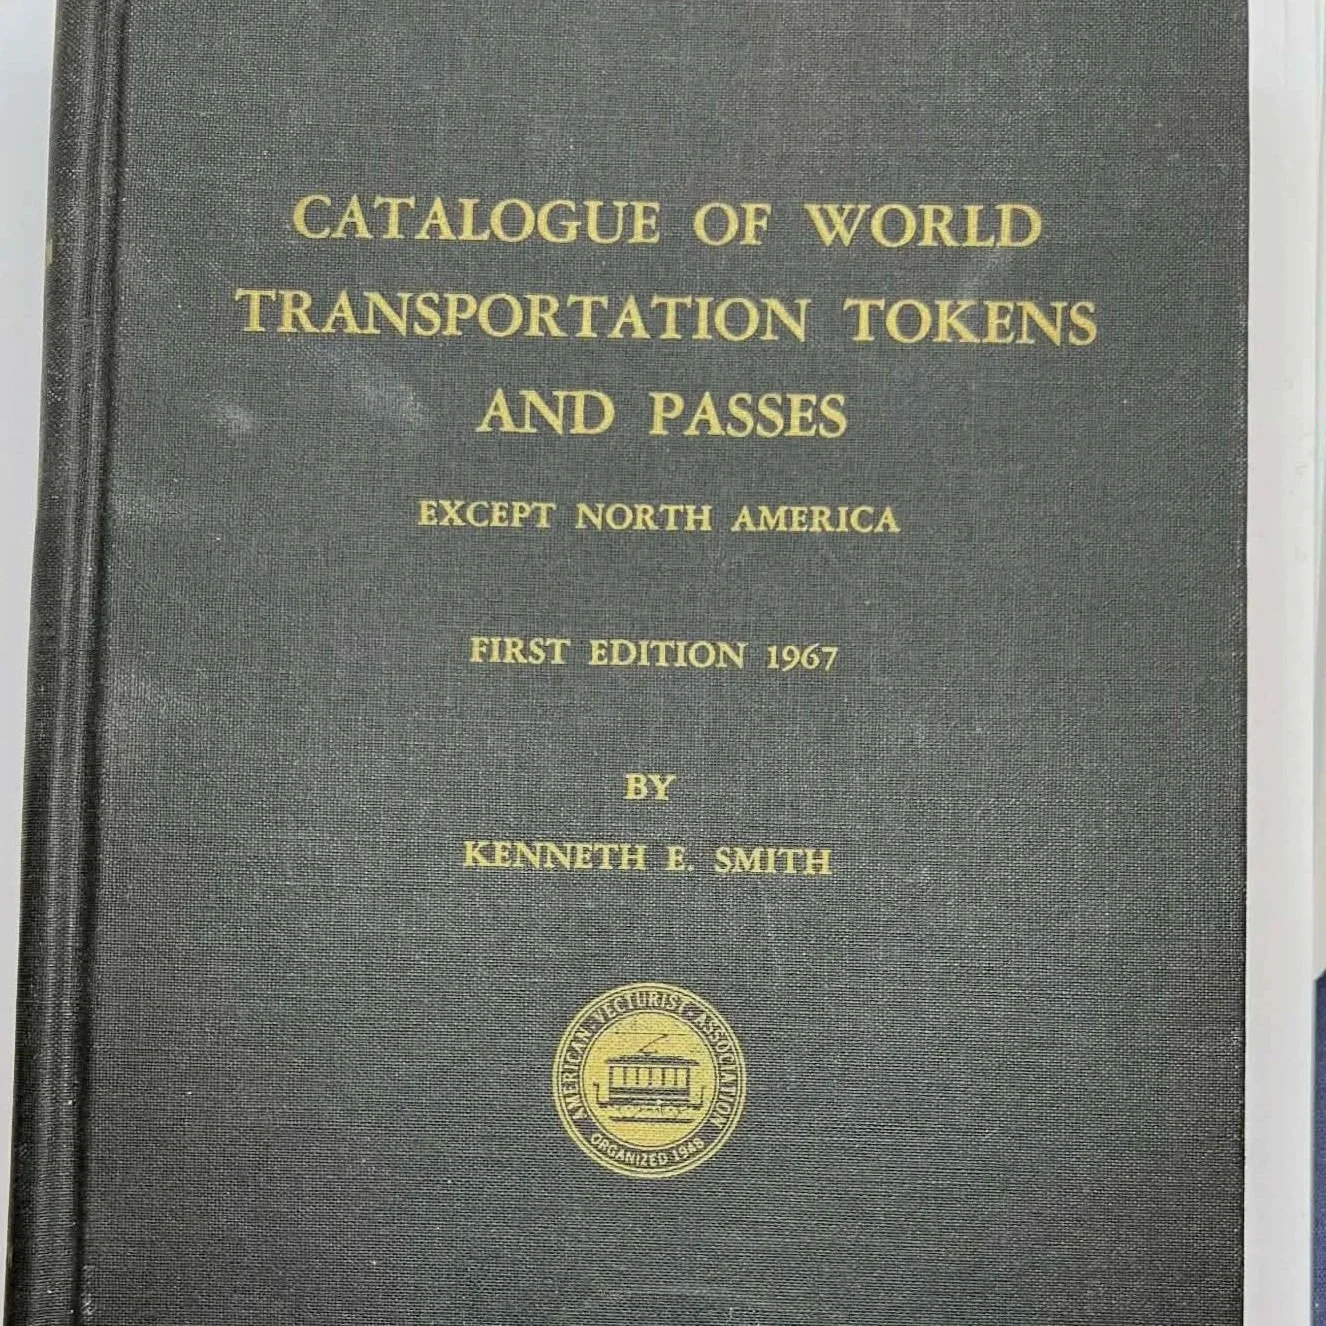 CATALOGUE OF WORLD
TRANSPORTATION TOKENS
AND PASSES
EXCEPT NORTH AMERICA
FIRST EDITION 1967
BY
KENNETH E. SMITH
AMERICAN VECTURIST ASSOCIATION
ORGANIZED 1948